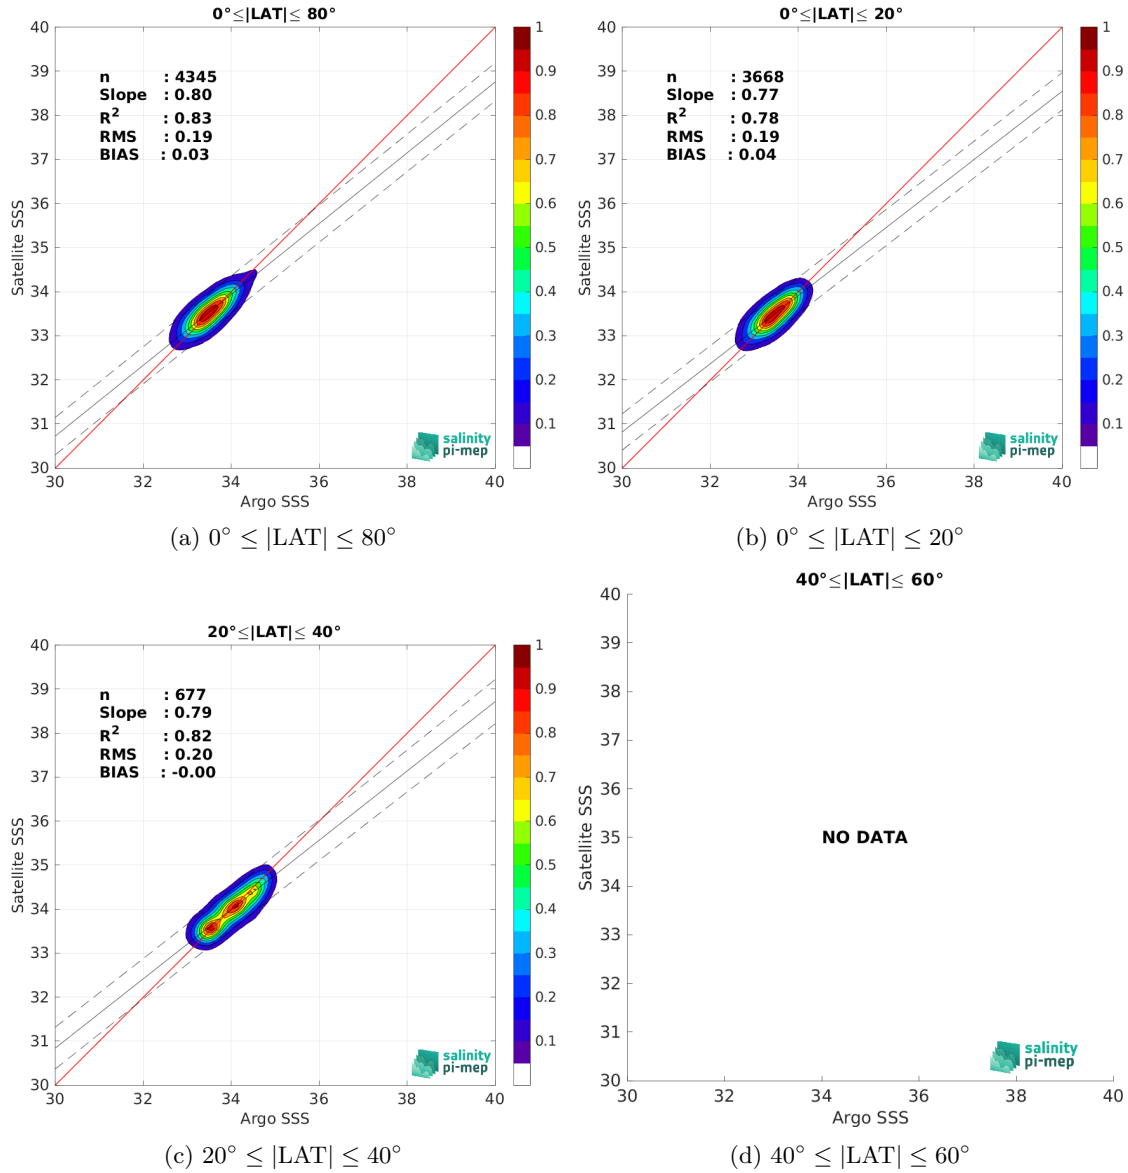 0°≤|LAT|≤ 80°
40
39
38
37
36
35
34
33
32
31
30
Satellite SSS
n : 4345
Slope : 0.80
R² : 0.83
RMS : 0.19
BIAS : 0.03
salinity
pi-mep
30 32 34 36 38 40
Argo SSS
1
0.9
0.8
0.7
0.6
0.5
0.4
0.3
0.2
0.1
(a) 0° ≤ |LAT| ≤ 80°
0°≤|LAT|≤ 20°
40
39
38
37
36
35
34
33
32
31
30
Satellite SSS
n : 3668
Slope : 0.77
R² : 0.78
RMS : 0.19
BIAS : 0.04
salinity
pi-mep
30 32 34 36 38 40
Argo SSS
1
0.9
0.8
0.7
0.6
0.5
0.4
0.3
0.2
0.1
(b) 0° ≤ |LAT| ≤ 20°
20°≤|LAT|≤ 40°
40
39
38
37
36
35
34
33
32
31
30
Satellite SSS
n : 677
Slope : 0.79
R² : 0.82
RMS : 0.20
BIAS : -0.00
salinity
pi-mep
30 32 34 36 38 40
Argo SSS
1
0.9
0.8
0.7
0.6
0.5
0.4
0.3
0.2
0.1
(c) 20° ≤ |LAT| ≤ 40°
40°≤|LAT|≤ 60°
40
39
38
37
36
35
34
33
32
31
30
Satellite SSS
NO DATA
salinity
pi-mep
30 32 34 36 38 40
Argo SSS
(d) 40° ≤ |LAT| ≤ 60°